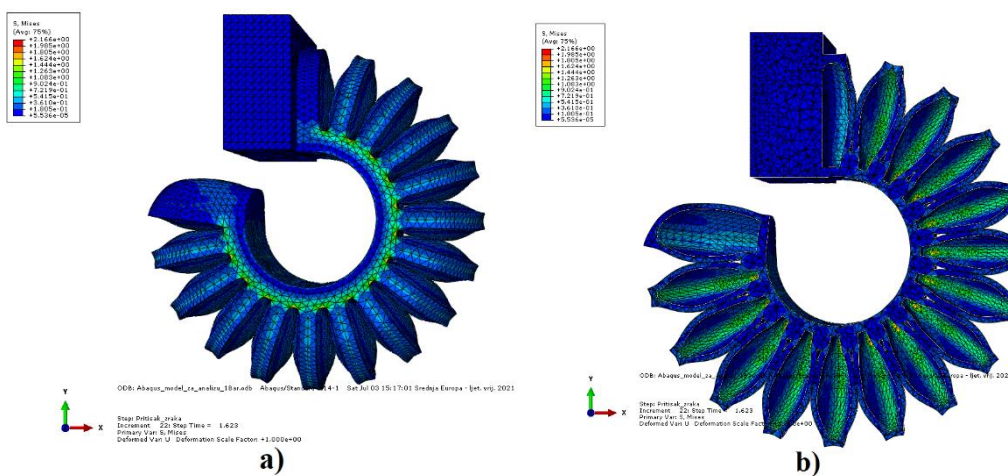 S, Mises
(Avg: 75%)
+2.166e+00
+1.985e+00
+1.805e+00
+1.624e+00
+1.444e+00
+1.263e+00
+1.083e+00
+9.024e-01
+7.219e-01
+5.415e-01
+3.610e-01
+1.805e-01
+5.536e-05
Y
X
ODB: Abaqus_model_za_analizu_1Bar.odb Abaqus/Standard 6.14-1 Sat Jul 03 15:17:01 Srednja Europa - ljet. vrij. 2021
Step: Pritisak_zraka
Increment 22: Step Time = 1.623
Primary Var: S, Mises
Deformed Var: U Deformation Scale Factor: +1.000e+00
a)
S, Mises
(Avg: 75%)
+2.166e+00
+1.985e+00
+1.805e+00
+1.624e+00
+1.444e+00
+1.263e+00
+1.083e+00
+9.024e-01
+7.219e-01
+5.415e-01
+3.610e-01
+1.805e-01
+5.536e-05
Y
X
ODB: Abaqus_model_za_ Europa - ljet. vrij. 202
Step: Pritisak_zraka
Increment 22: Step Time = 1.623
Primary Var: S, Mises
Deformed Var: U Deformation Scale
b)